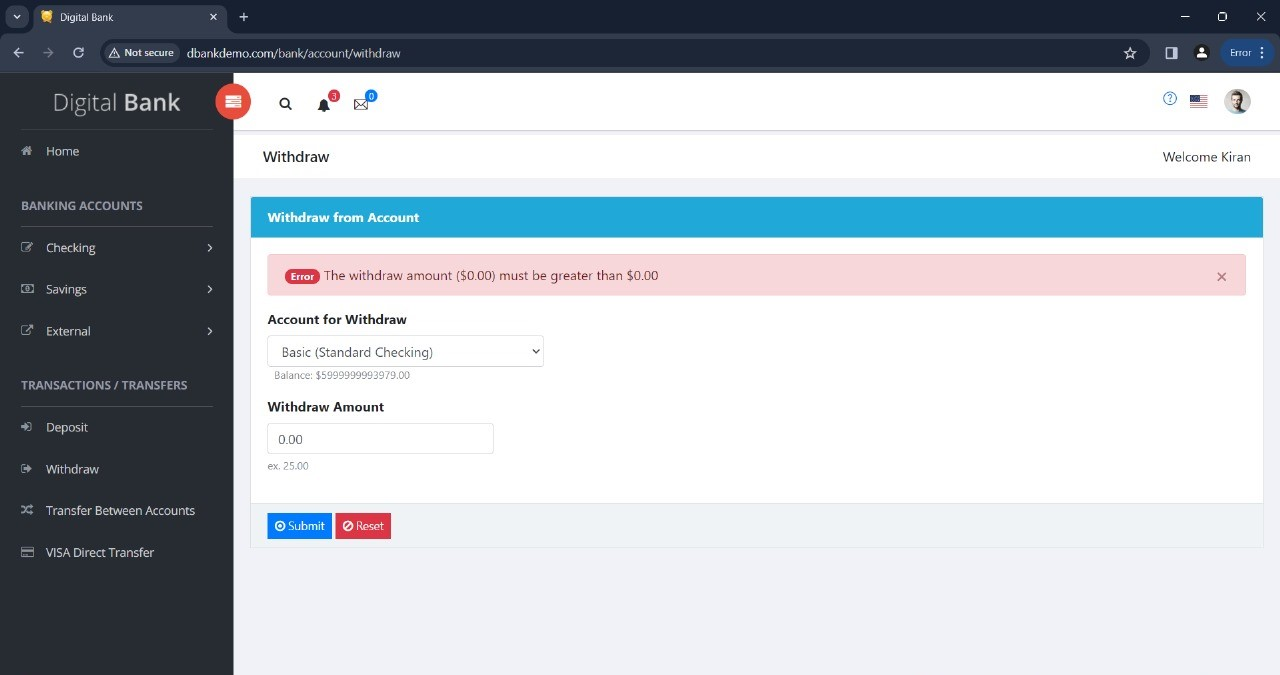 Digital Bank
Not secure dbankdemo.com/bank/account/withdraw Error
Digital Bank 3 0
Home
Withdraw Welcome Kiran
BANKING ACCOUNTS
Withdraw from Account
Checking
Error The withdraw amount ($0.00) must be greater than $0.00
Savings
Account for Withdraw
External
Basic (Standard Checking)
Balance: $5999999993979.00
TRANSACTIONS / TRANSFERS
Withdraw Amount
Deposit
0.00
Withdraw
ex. 25.00
Transfer Between Accounts
Submit Reset
VISA Direct Transfer